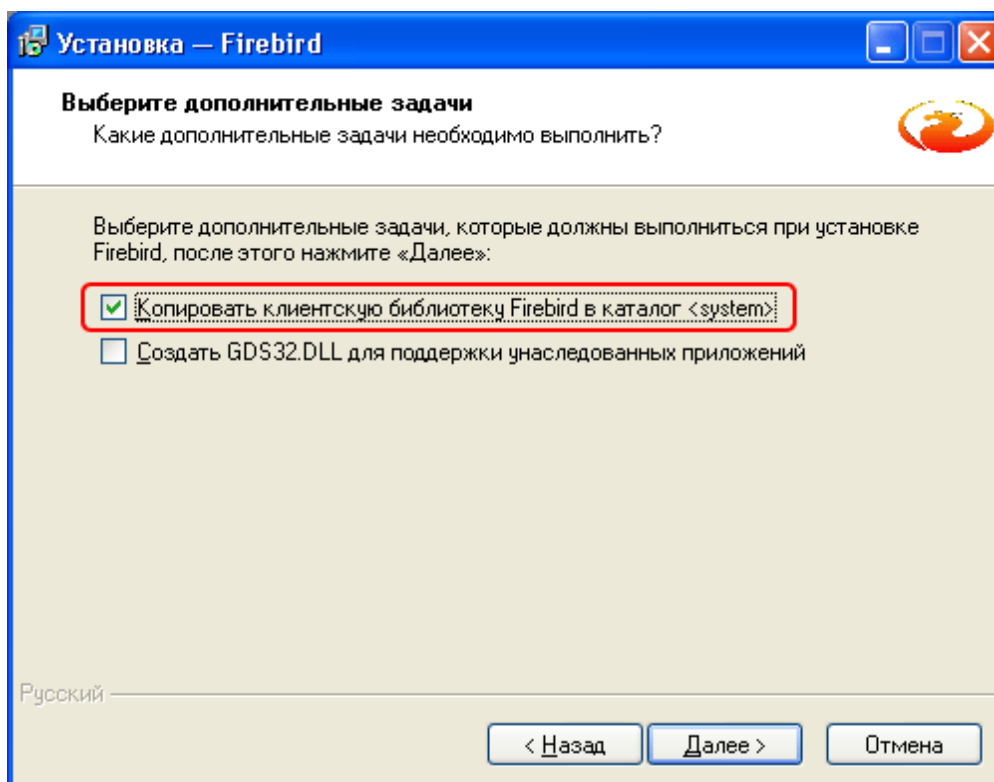 Установка — Firebird
Выберите дополнительные задачи
Какие дополнительные задачи необходимо выполнить?
Выберите дополнительные задачи, которые должны выполниться при установке
Firebird, после этого нажмите «Далее»:
Копировать клиентскую библиотеку Firebird в каталог <system>
Создать GDS32.DLL для поддержки унаследованных приложений
Русский
< Назад
Далее >
Отмена